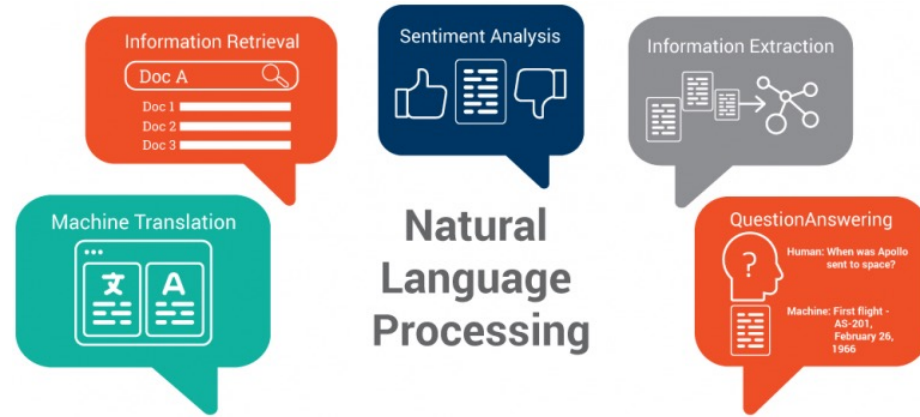 Information Retrieval
Doc A
Doc 1
Doc 2
Doc 3
Sentiment Analysis
Information Extraction
Machine Translation
文 A
Natural
Language
Processing
QuestionAnswering
?
Human: When was Apollo
sent to space?
Machine: First flight -
AS-201,
February 26,
1966